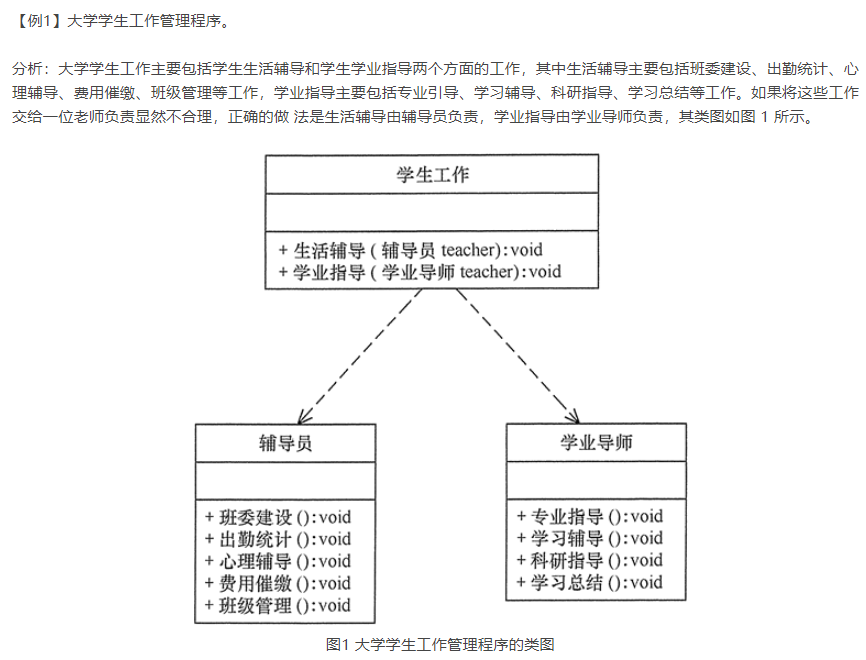 【例1】大学学生工作管理程序。
分析：大学学生工作主要包括学生生活辅导和学生学业指导两个方面的工作，其中生活辅导主要包括班委建设、出勤统计、心
理辅导、费用催缴、班级管理等工作，学业指导主要包括专业引导、学习辅导、科研指导、学习总结等工作。如果将这些工作
交给一位老师负责显然不合理，正确的做 法是生活辅导由辅导员负责，学业指导由学业导师负责，其类图如图 1 所示。
学生工作
+ 生活辅导 ( 辅导员 teacher):void
+ 学业指导 ( 学业导师 teacher):void
辅导员
+ 班委建设 ():void
+ 出勤统计 ():void
+ 心理辅导 ():void
+ 费用催缴 ():void
+ 班级管理 ():void
学业导师
+ 专业指导 ():void
+ 学习辅导 ():void
+ 科研指导 ():void
+ 学习总结 ():void
图1 大学学生工作管理程序的类图